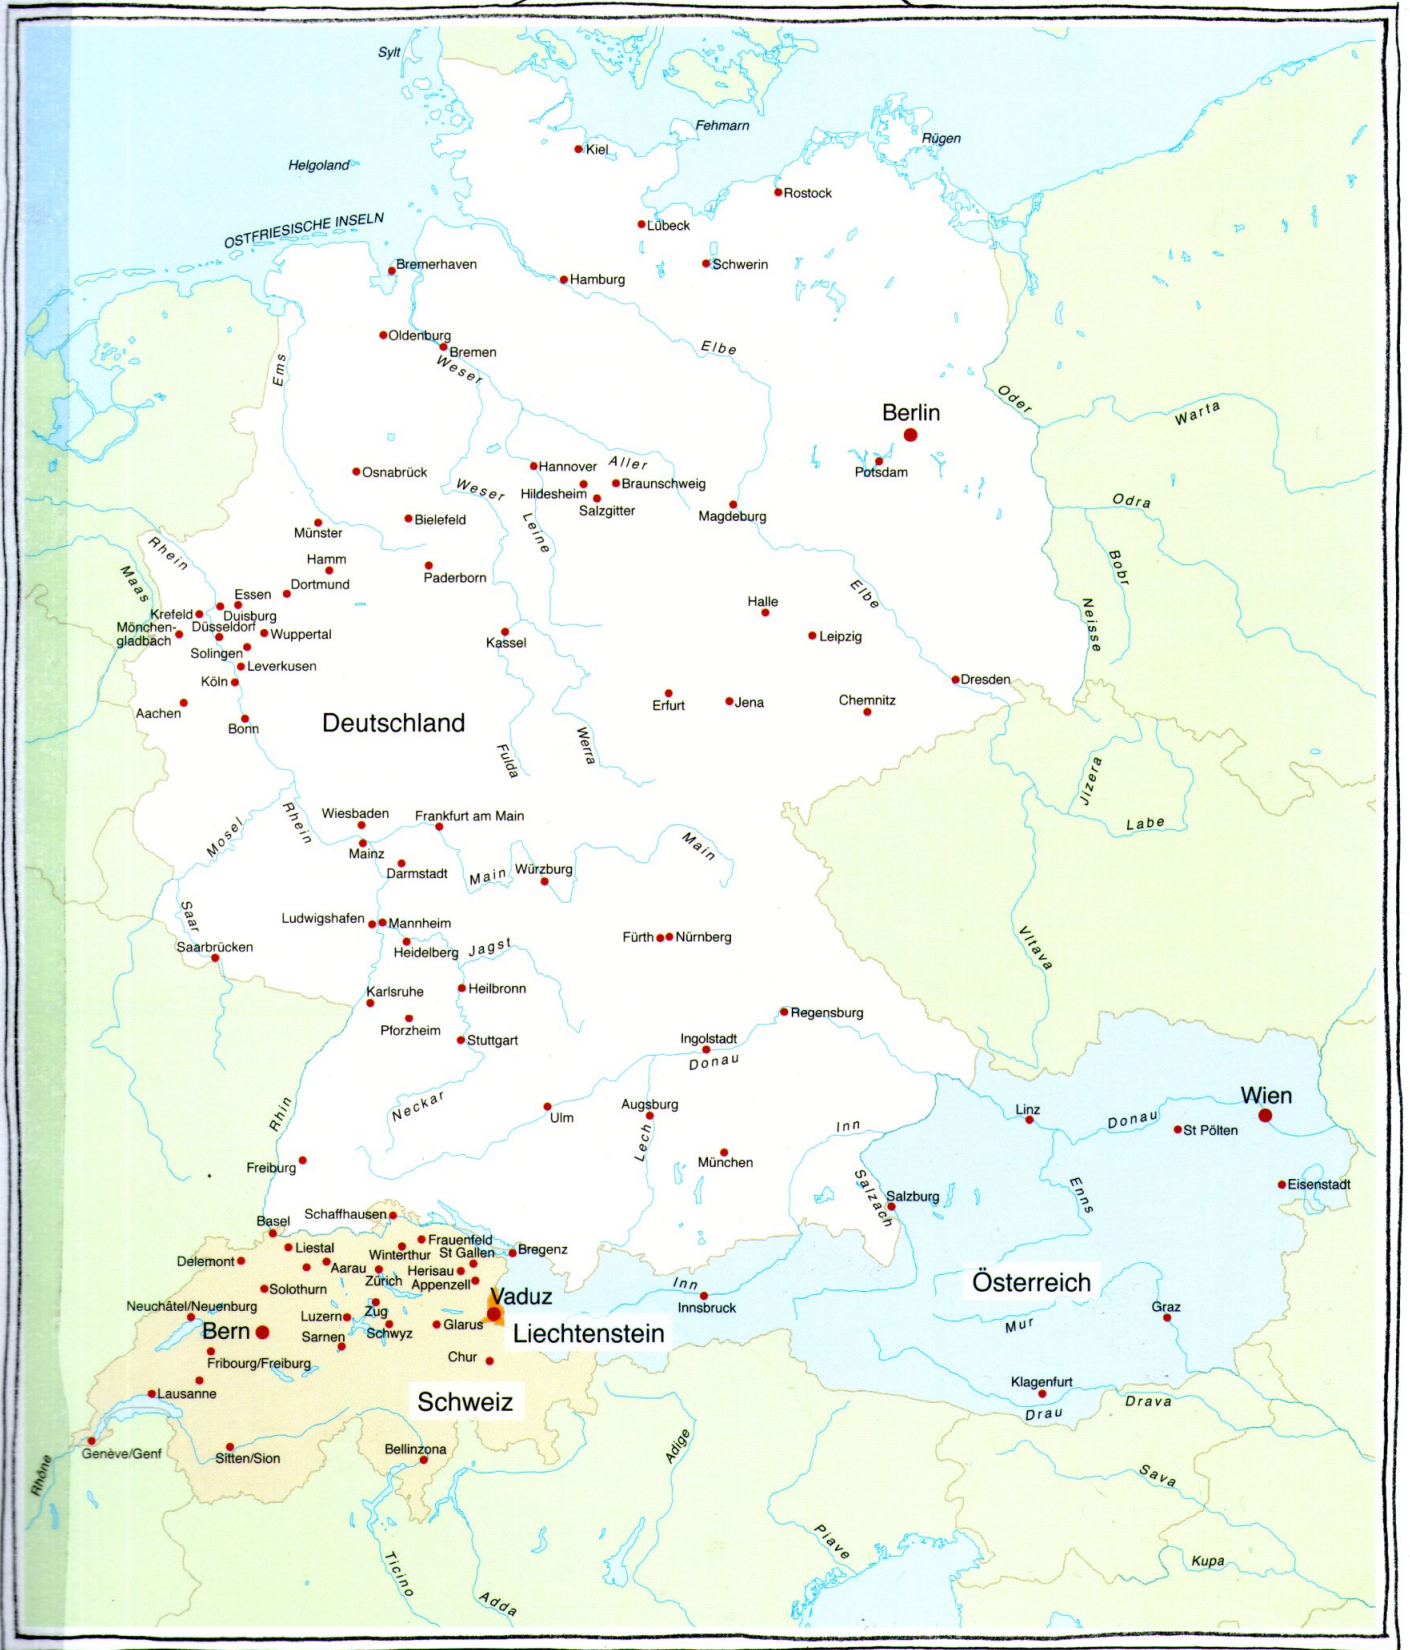 Sylt
Fehmarn
Rügen
Kiel
Helgoland
Rostock
OSTFRIESISCHE INSELN
Lübeck
Bremerhaven
Schwerin
Hamburg
Oldenburg
Bremen
Elbe
Ems
Weser
Oder
Berlin
Warta
Osnabrück
Hannover
Aller
Potsdam
Weser
Hildesheim
Braunschweig
Salzgitter
Magdeburg
Odra
Münster
Bielefeld
Leine
Rhein
Hamm
Paderborn
Bobr
Maas
Dortmund
Essen
Elbe
Halle
Neisse
Krefeld
Duisburg
Mönchen-
gladbach
Düsseldorf
Wuppertal
Kassel
Leipzig
Solingen
Leverkusen
Köln
Dresden
Aachen
Bonn
Deutschland
Erfurt
Jena
Chemnitz
Fulda
Werra
Jizera
Labe
Mosel
Rhein
Wiesbaden
Frankfurt am Main
Mainz
Main
Darmstadt
Main
Würzburg
Saar
Ludwigshafen
Mannheim
Saarbrücken
Heidelberg
Jagst
Fürth
Nürnberg
Vltava
Karlsruhe
Heilbronn
Pforzheim
Stuttgart
Regensburg
Ingolstadt
Donau
Rhin
Neckar
Ulm
Augsburg
Lech
Inn
Linz
Donau
Wien
St Pölten
Freiburg
München
Salzach
Salzburg
Enns
Eisenstadt
Schaffhausen
Basel
Liestal
Frauenfeld
Winterthur
St Gallen
Bregenz
Delemont
Aarau
Zürich
Herisau
Appenzell
Solothurn
Inn
Innsbruck
Österreich
Vaduz
Neuchâtel/Neuenburg
Luzern
Zug
Bern
Sarnen
Schwyz
Glarus
Liechtenstein
Mur
Graz
Fribourg/Freiburg
Chur
Lausanne
Schweiz
Klagenfurt
Drau
Drava
Genève/Genf
Sitten/Sion
Bellinzona
Adige
Rhône
Sava
Piave
Kupa
Ticino
Adda